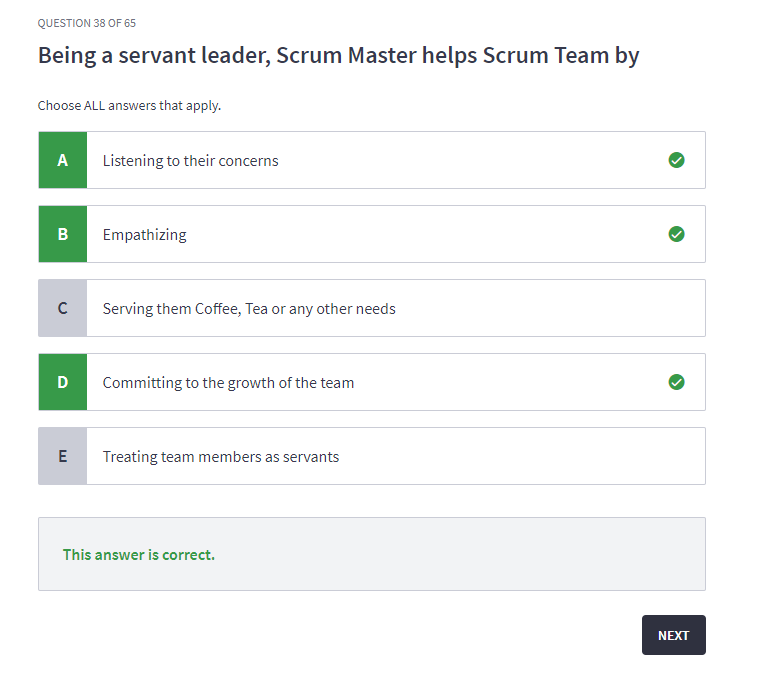 QUESTION 38 OF 65
Being a servant leader, Scrum Master helps Scrum Team by
Choose ALL answers that apply.
A Listening to their concerns
B Empathizing
C Serving them Coffee, Tea or any other needs
D Committing to the growth of the team
E Treating team members as servants
This answer is correct.
NEXT